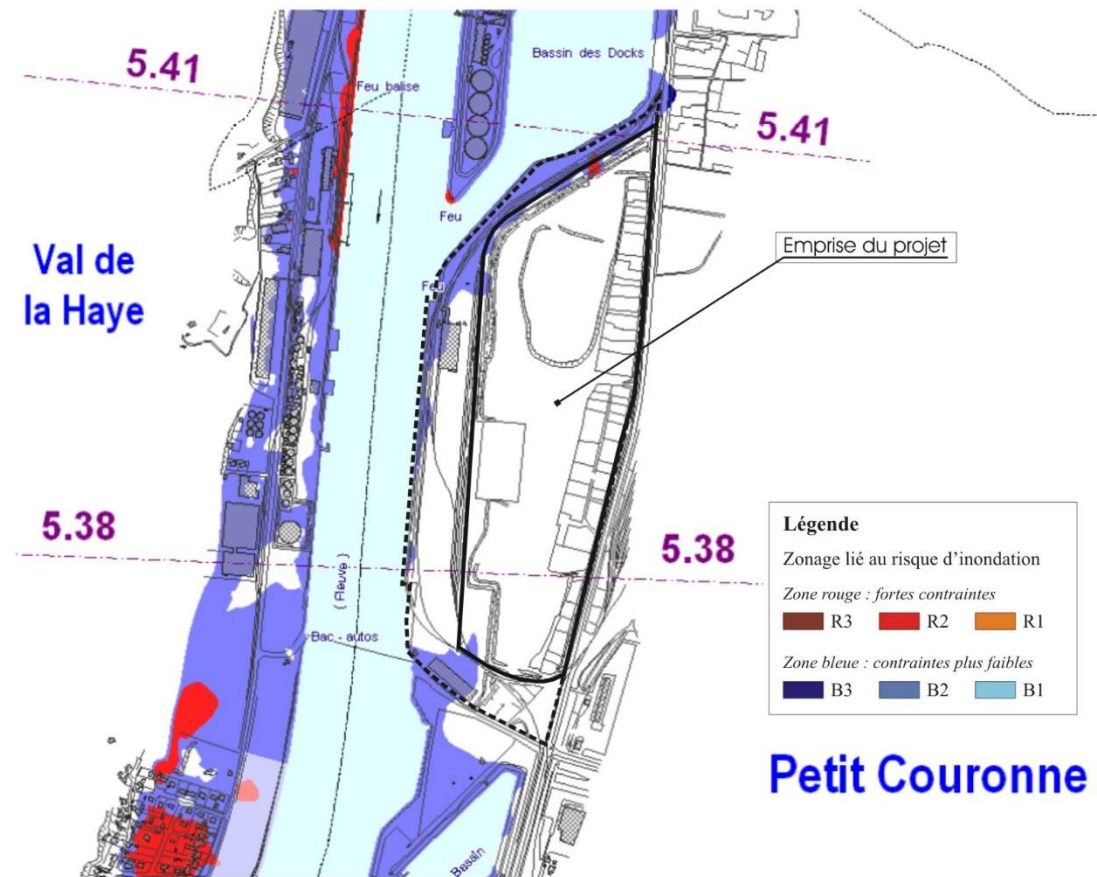 Bassin des Docks
5.41
Feu balise
5.41
Feu
Emprise du projet
Val de
la Haye
Feu
5.38
5.38
( Fleuve )
Bac - autos
Légende
Zonage lié au risque d'inondation
Zone rouge : fortes contraintes
R3 R2 R1
Zone bleue : contraintes plus faibles
B3 B2 B1
Petit Couronne
Bassin